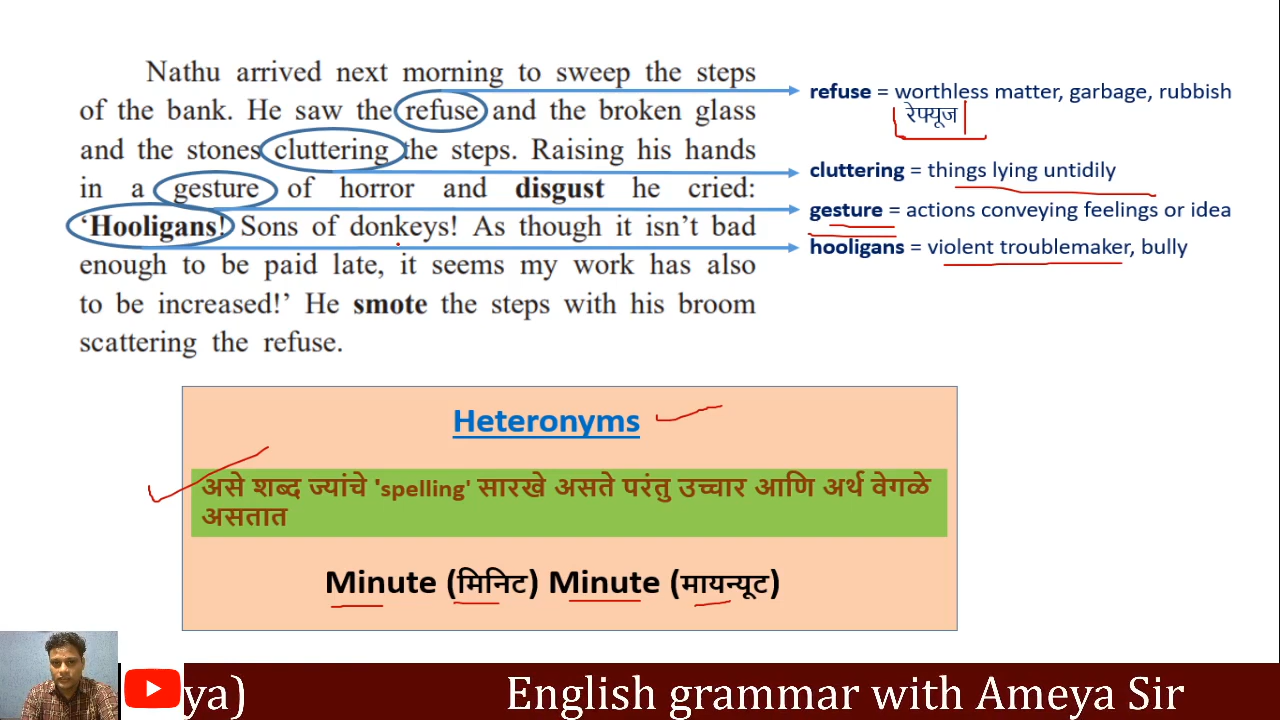 Nathu arrived next morning to sweep the steps
of the bank. He saw the refuse and the broken glass
and the stones cluttering the steps. Raising his hands
in a gesture of horror and disgust he cried:
‘Hooligans! Sons of donkeys! As though it isn’t bad
enough to be paid late, it seems my work has also
to be increased!’ He smote the steps with his broom
scattering the refuse.
refuse = worthless matter, garbage, rubbish
रेफ्यूज
cluttering = things lying untidily
gesture = actions conveying feelings or idea
hooligans = violent troublemaker, bully
Heteronyms
असे शब्द ज्यांचे 'spelling' सारखे असते परंतु उच्चार आणि अर्थ वेगळे
असतात
Minute (मिनिट) Minute (मायन्यूट)
ya) English grammar with Ameya Sir